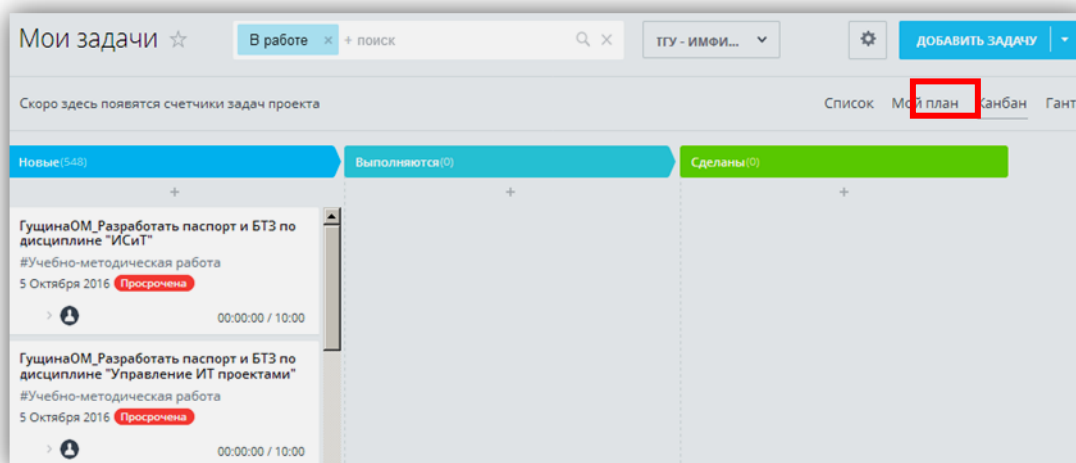 Мои задачи
В работе × + поиск
ТГУ - ИМФИ...
ДОБАВИТЬ ЗАДАЧУ
Скоро здесь появятся счетчики задач проекта
Список Мой план Канбан Гант
Новые(548)
Выполняются(0)
Сделаны(0)
+
+
+
ГущинаОМ_Разработать паспорт и БТЗ по
дисциплине "ИСиТ"
#Учебно-методическая работа
5 Октября 2016 Просрочена
00:00:00 / 10:00
ГущинаОМ_Разработать паспорт и БТЗ по
дисциплине "Управление ИТ проектами"
#Учебно-методическая работа
5 Октября 2016 Просрочена
00:00:00 / 10:00